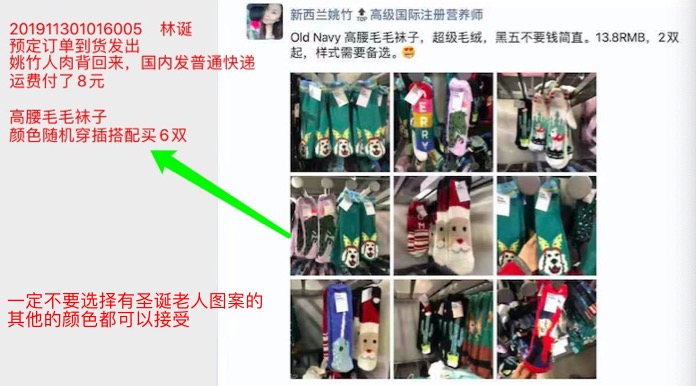 201911301016005 林诞
预定订单到货发出
姚竹人肉背回来，国内发普通快递
运费付了8元
高腰毛毛袜子
颜色随机穿插搭配买6双
一定不要选择有圣诞老人图案的
其他的颜色都可以接受
新西兰姚竹🔝高级国际注册营养师
Old Navy 高腰毛毛袜子，超级毛绒，黑五不要钱简直。13.8RMB，2双
起，样式需要备选。😍
ERRY